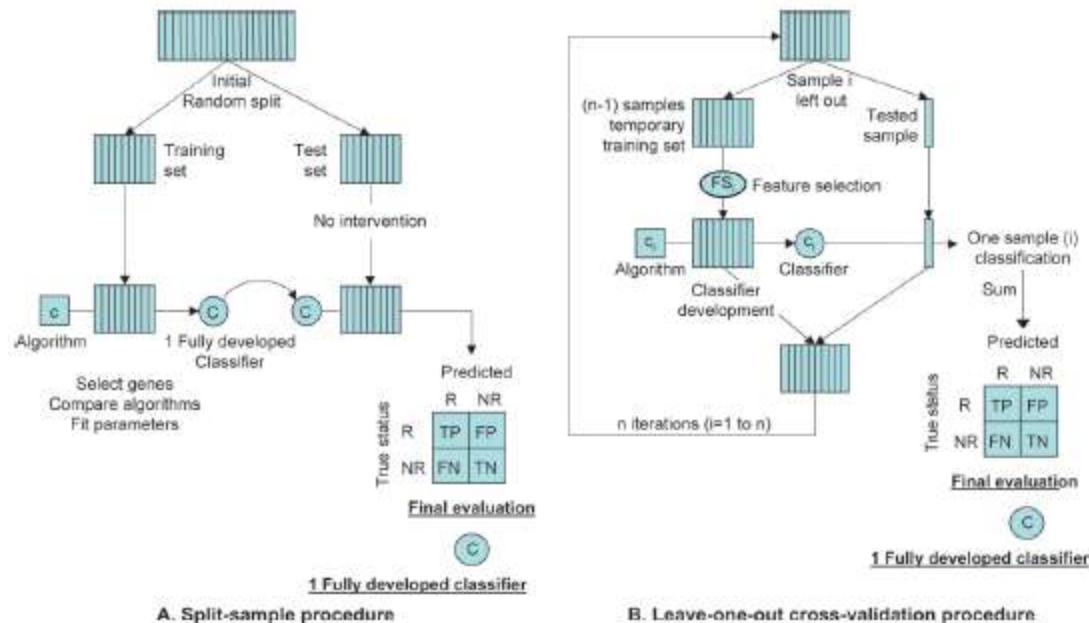 Initial
Random split
Training
set
Test
set
No intervention
c
Algorithm
C
C
1 Fully developed
Classifier
Select genes
Compare algorithms
Fit parameters
Predicted
R NR
True status
R TP FP
NR FN TN
Final evaluation
C
1 Fully developed classifier
A. Split-sample procedure
Sample i
left out
(n-1) samples
temporary
training set
Tested
sample
FS
Feature selection
Algorithm
Classifier
Classifier
development
One sample (i)
classification
Sum
n iterations (i=1 to n)
Predicted
R NR
True status
R TP FP
NR FN TN
Final evaluation
C
1 Fully developed classifier
B. Leave-one-out cross-validation procedure